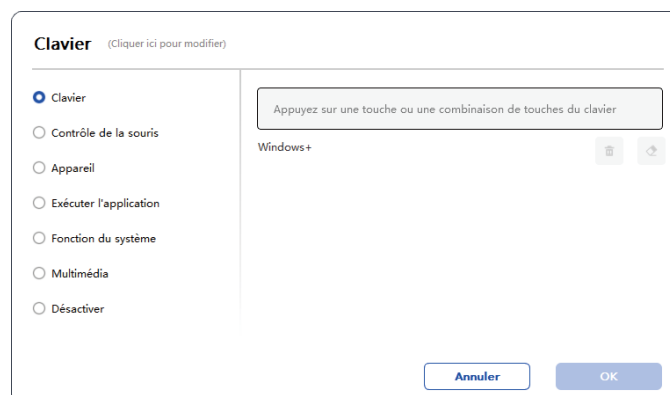 Clavier (Cliquer ici pour modifier)
Clavier
Contrôle de la souris
Appareil
Exécuter l'application
Fonction du système
Multimédia
Désactiver
Appuyez sur une touche ou une combinaison de touches du clavier
Windows+
Annuler
OK